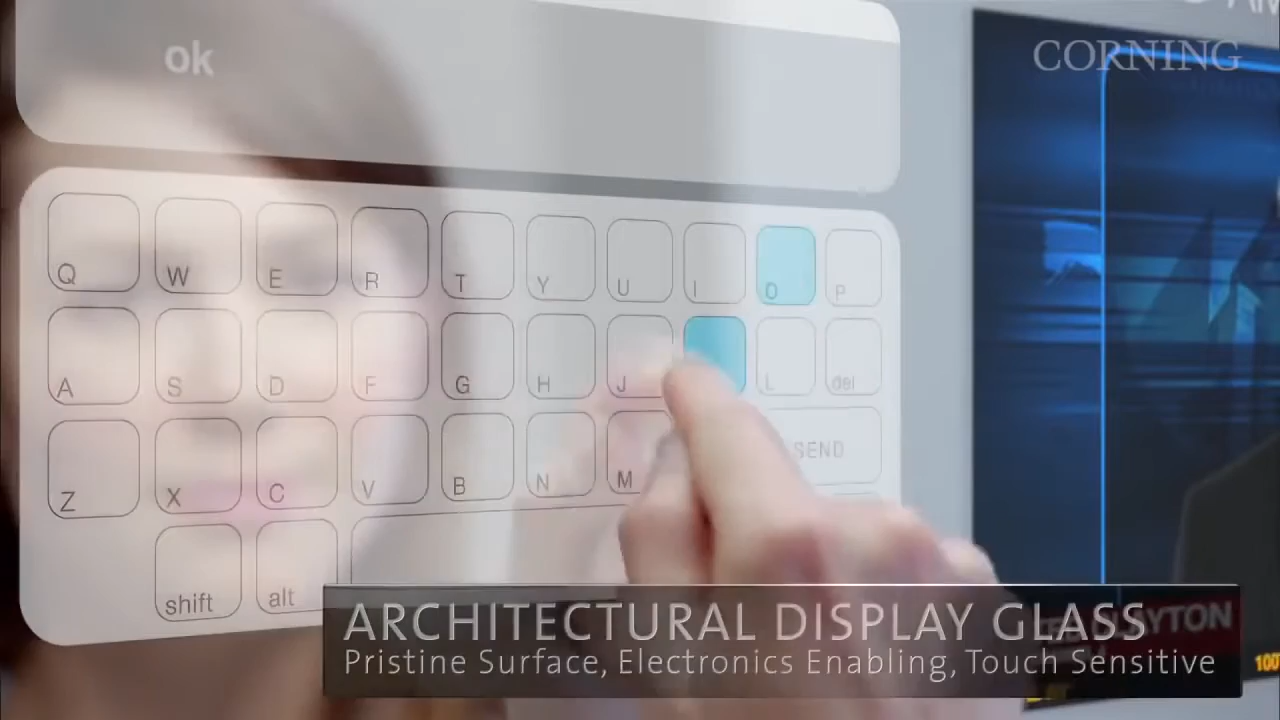 ok
CORNING
Q W E R T Y U I O P
A S D F G H J L del
Z X C V B N M SEND
shift alt
ARCHITECTURAL DISPLAY GLASS
Pristine Surface, Electronics Enabling, Touch Sensitive